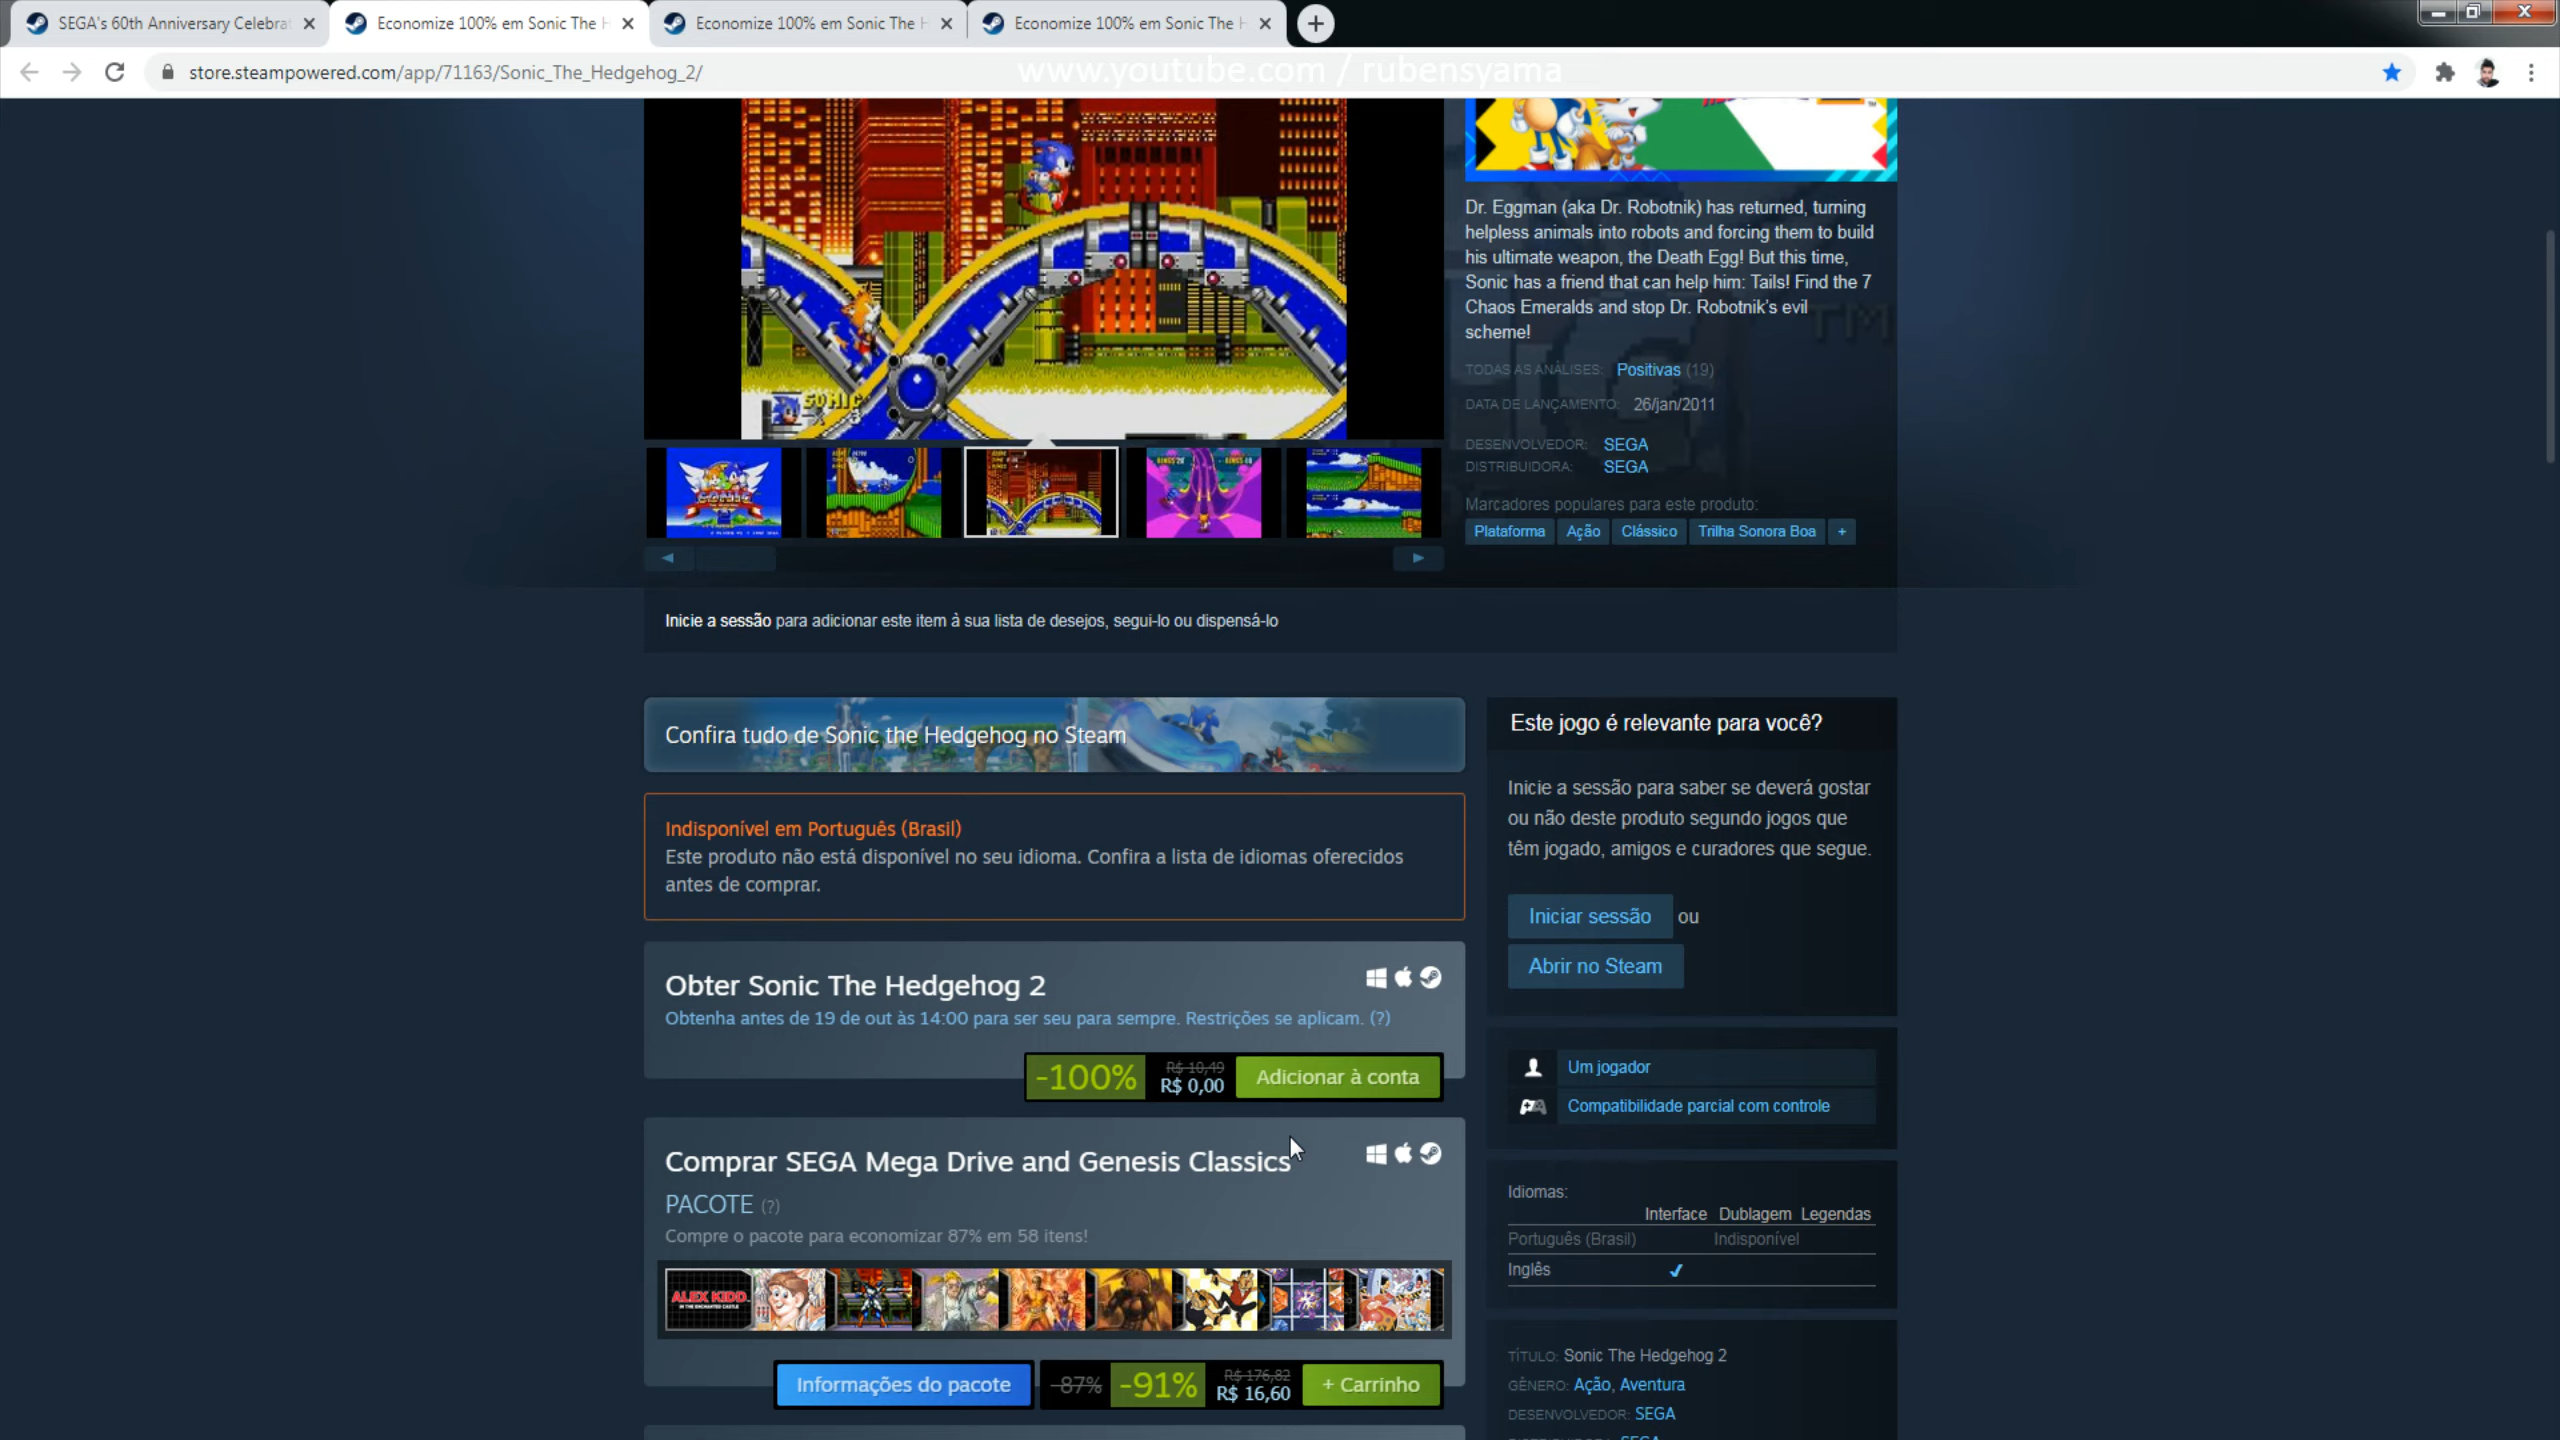 SEGA's 60th Anniversary Celebrat
Economize 100% em Sonic The H
Economize 100% em Sonic The H
Economize 100% em Sonic The H
store.steampowered.com/app/71163/Sonic_The_Hedgehog_2/
www.youtube.com / rubensyama
Dr. Eggman (aka Dr. Robotnik) has returned, turning
helpless animals into robots and forcing them to build
his ultimate weapon, the Death Egg! But this time,
Sonic has a friend that can help him: Tails! Find the 7
Chaos Emeralds and stop Dr. Robotnik's evil
scheme!
TM
SONIC
TODAS AS ANÁLISES: Positivas (19)
DATA DE LANÇAMENTO: 26/jan/2011
DESENVOLVEDOR: SEGA
DISTRIBUIDORA: SEGA
Marcadores populares para este produto:
Plataforma Ação Clássico Trilha Sonora Boa +
Inicie a sessão para adicionar este item à sua lista de desejos, segui-lo ou dispensá-lo
Confira tudo de Sonic the Hedgehog no Steam
Indisponível em Português (Brasil)
Este produto não está disponível no seu idioma. Confira a lista de idiomas oferecidos
antes de comprar.
Obter Sonic The Hedgehog 2
Obtenha antes de 19 de out às 14:00 para ser seu para sempre. Restrições se aplicam. (?)
-100% R$ 10,49 R$ 0,00 Adicionar à conta
Comprar SEGA Mega Drive and Genesis Classics
PACOTE (?)
Compre o pacote para economizar 87% em 58 itens!
ALEX KIDD
IN THE ENCHANTED CASTLE
Informações do pacote -87% -91% R$ 176,82 R$ 16,60 + Carrinho
Este jogo é relevante para você?
Inicie a sessão para saber se deverá gostar
ou não deste produto segundo jogos que
têm jogado, amigos e curadores que segue.
Iniciar sessão ou
Abrir no Steam
Um jogador
Compatibilidade parcial com controle
Idiomas:
Interface Dublagem Legendas
Português (Brasil) Indisponível
Inglês ✔
TÍTULO: Sonic The Hedgehog 2
GÊNERO: Ação, Aventura
DESENVOLVEDOR: SEGA